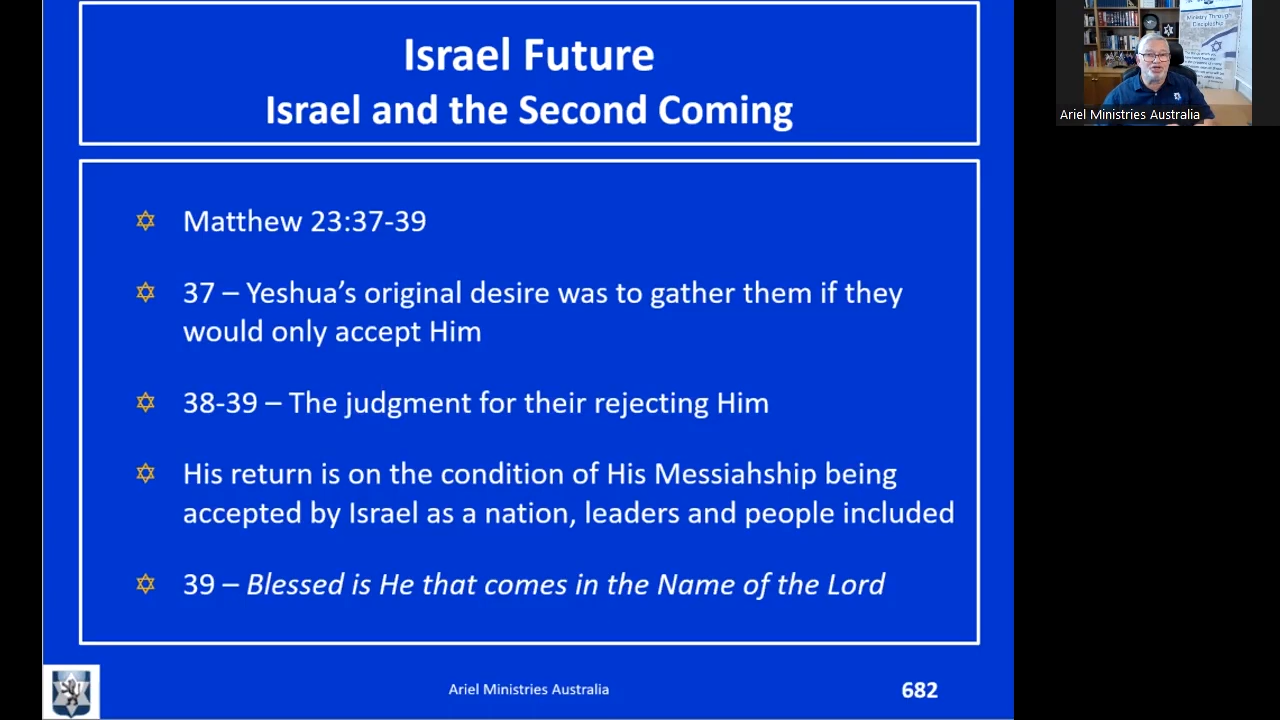 Israel Future
Israel and the Second Coming
Matthew 23:37-39
37 – Yeshua’s original desire was to gather them if they
would only accept Him
38-39 – The judgment for their rejecting Him
His return is on the condition of His Messiahship being
accepted by Israel as a nation, leaders and people included
39 – Blessed is He that comes in the Name of the Lord
Ariel Ministries Australia
682
Ministry Through
Discipleship
Ariel Ministries Australia